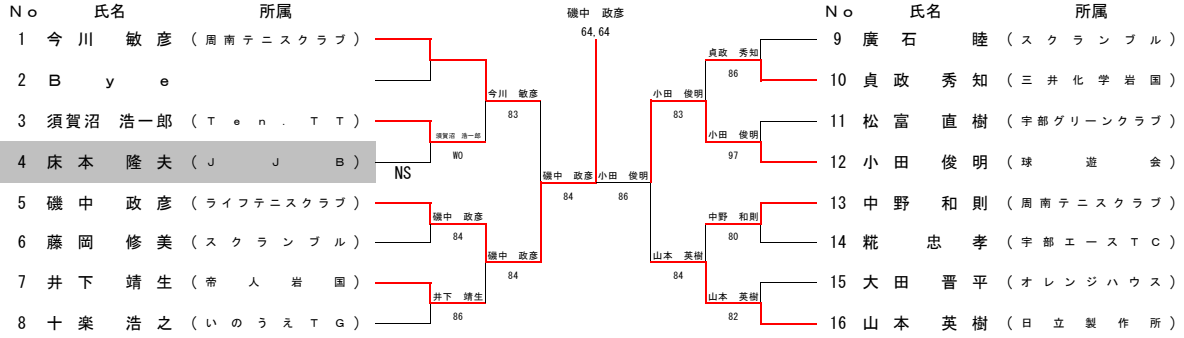 No 氏名 所属
1 今川 敏彦 (周南テニスクラブ)
2 Bye
3 須賀沼 浩一郎 (Ten.TT)
4 床本 隆夫 (JJB)
5 磯中 政彦 (ライフテニスクラブ)
6 藤岡 修美 (スクランブル)
7 井下 靖生 (帝人岩国)
8 十楽 浩之 (いのうえTG)
NS
須賀沼 浩一郎
W0
磯中 政彦
84
井下 靖生
86
今川 敏彦
83
磯中 政彦
84
磯中 政彦
84
磯中 政彦
64,64
小田 俊明
86
小田 俊明
83
山本 英樹
84
貞政 秀知
86
小田 俊明
97
中野 和則
80
山本 英樹
82
No 氏名 所属
9 廣石 睦 (スクランブル)
10 貞政 秀知 (三井化学岩国)
11 松富 直樹 (宇部グリーンクラブ)
12 小田 俊明 (球遊会)
13 中野 和則 (周南テニスクラブ)
14 糀 忠孝 (宇部エースTC)
15 大田 晋平 (オレンジハウス)
16 山本 英樹 (日立製作所)